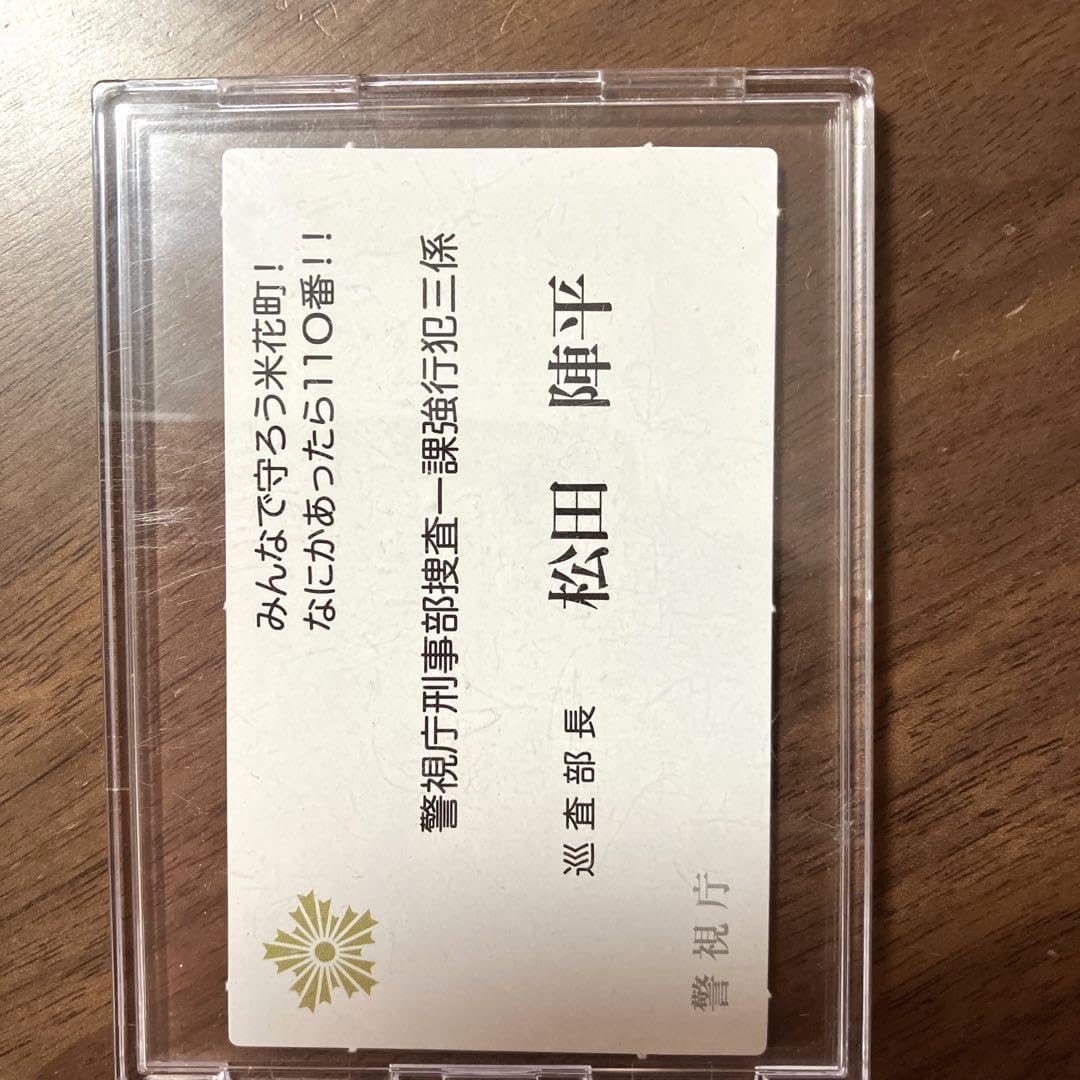 みんなで守ろう米花町!
なにかあったら110番!!
警視庁刑事部捜査一課強行犯三係
巡査部長 松田 陣平
警視庁